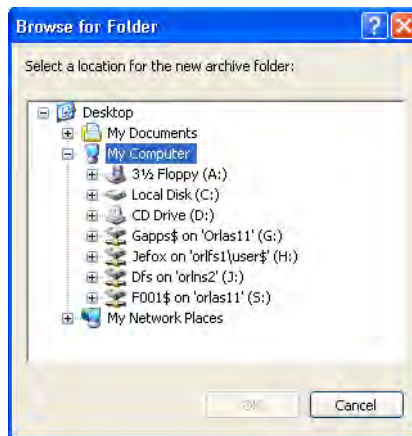 Browse for Folder
Select a location for the new archive folder:
Desktop
My Documents
My Computer
3½ Floppy (A:)
Local Disk (C:)
CD Drive (D:)
Gapps$ on 'Orlas11' (G:)
Jefox on 'orlfs1\user$' (H:)
Dfs on 'orlns2' (J:)
F001$ on 'orlas11' (S:)
My Network Places
OK
Cancel